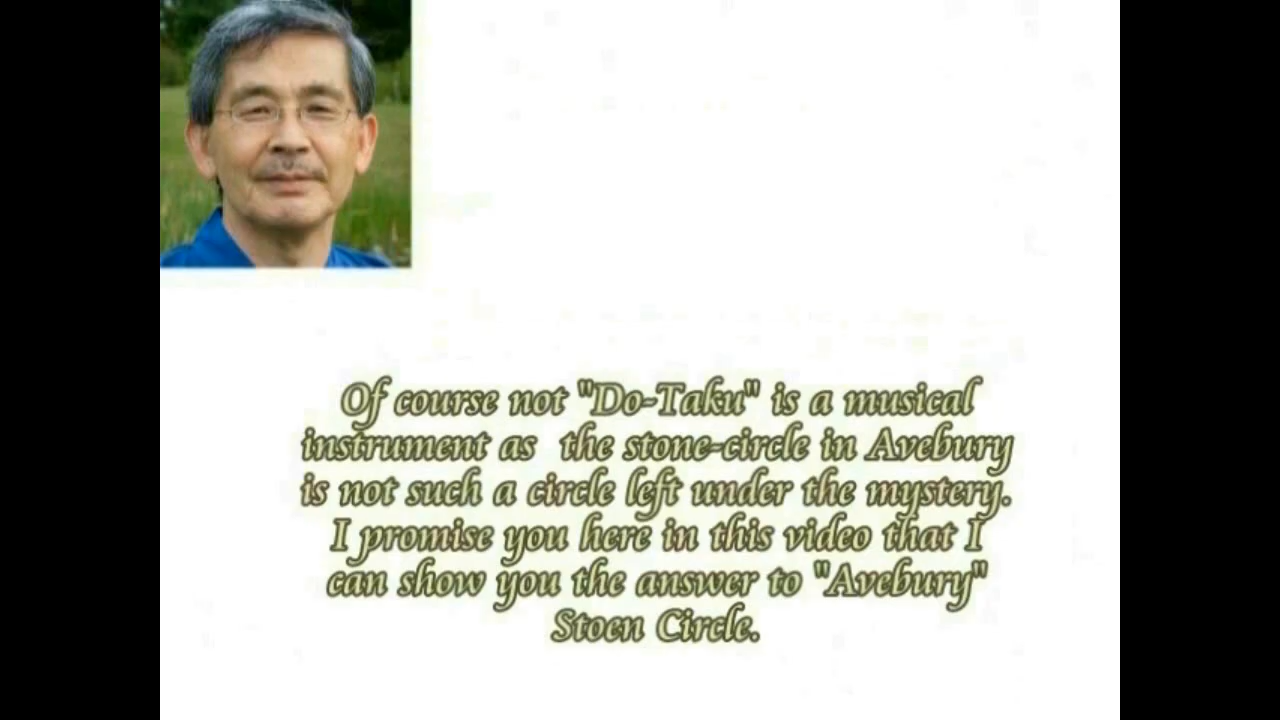 Of course not "Do-Taku" is a musical
instrument as the stone-circle in Avebury
is not such a circle left under the mystery.
I promise you here in this video that I
can show you the answer to "Avebury"
Stoen Circle.